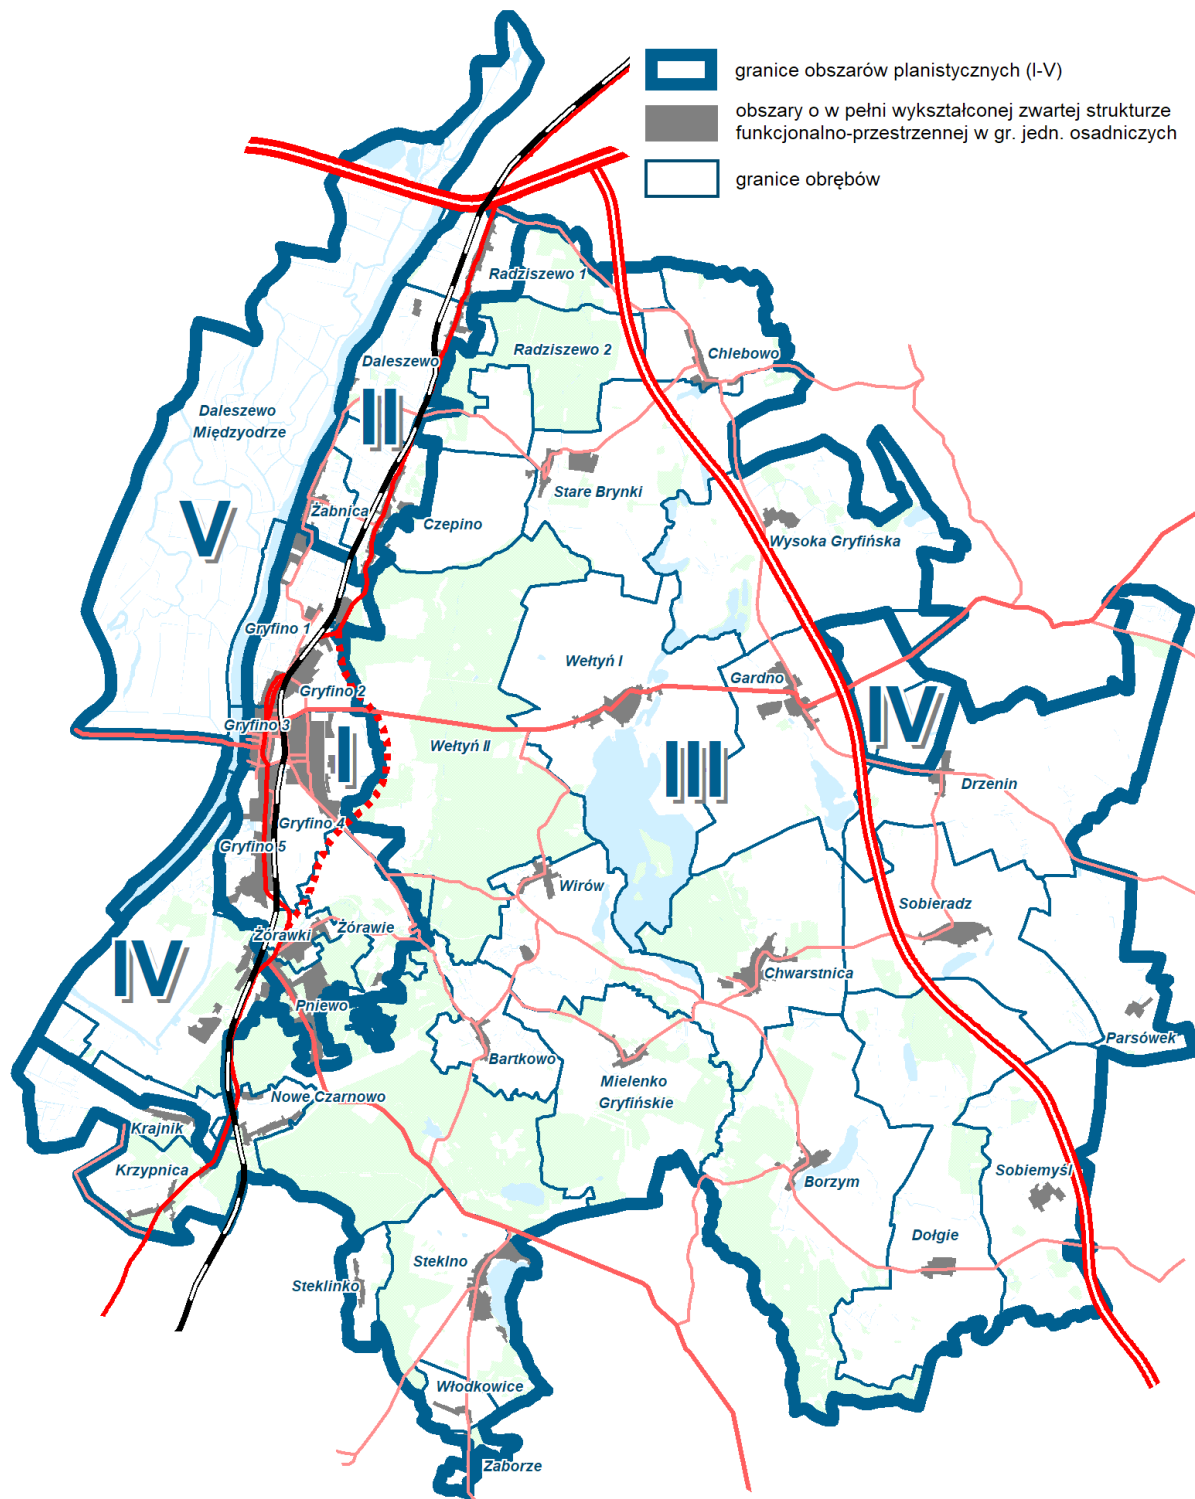 granice obszarów planistycznych (I-V)
obszary o w pełni wykształconej zwartej strukturze
funkcjonalno-przestrzennej w gr. jedn. osadniczych
granice obrębów
Radziszewo 1
Radziszewo 2
Chlebowo
Daleszewo
II
Daleszewo
Międzyodrze
V
Stare Brynki
Żabnica
Czepino
Wysoka Gryfińska
Gryfino 1
Wełtyń I
Gardno
Gryfino 2
IV
Gryfino 3
Wełtyń II
I
III
Drzenin
Gryfino 4
Gryfino 5
Wirów
Sobieradz
Żórawki
Żórawie
IV
Chwarstnica
Pniewo
Parsówek
Bartkowo
Mielenko
Gryfińskie
Nowe Czarnowo
Krajnik
Krzypnica
Sobiemyśl
Borzym
Dołgie
Steklno
Steklinko
Włodkowice
Zaborze